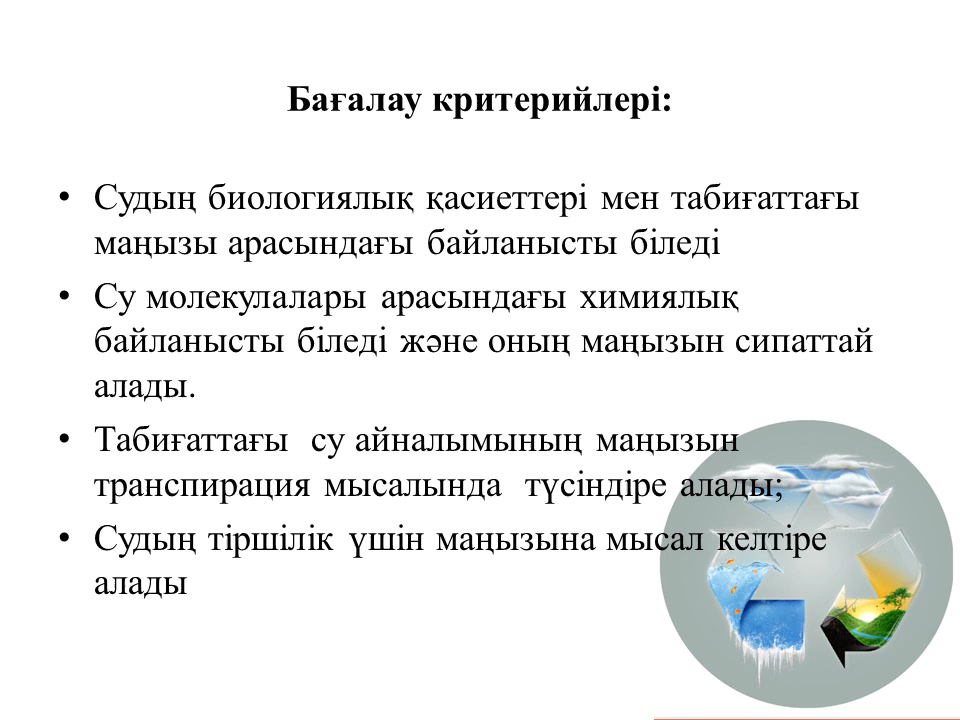 Бағалау критерийлері:
• Судың биологиялық қасиеттері мен табиғаттағы
маңызы арасындағы байланысты біледі
• Су молекулалары арасындағы химиялық
байланысты біледі және оның маңызын сипаттай
алады.
• Табиғаттағы су айналымының маңызын
транспирация мысалында түсіндіре алады;
• Судың тіршілік үшін маңызына мысал келтіре
алады